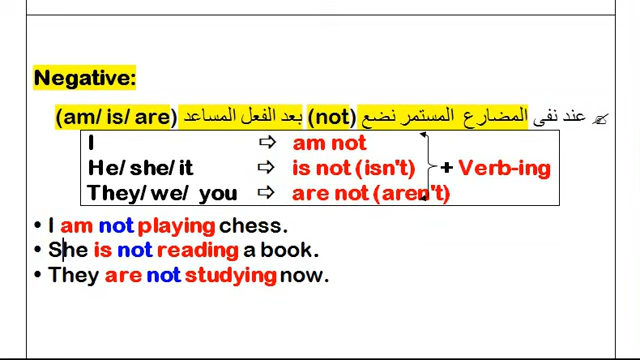 Negative:
عند نفى المضارع المستمر نضع (not) بعد الفعل المساعد (am/ is/ are)
I ⇨ am not
He/ she/ it ⇨ is not (isn't) + Verb-ing
They/ we/ you ⇨ are not (aren't)
• I am not playing chess.
• She is not reading a book.
• They are not studying now.